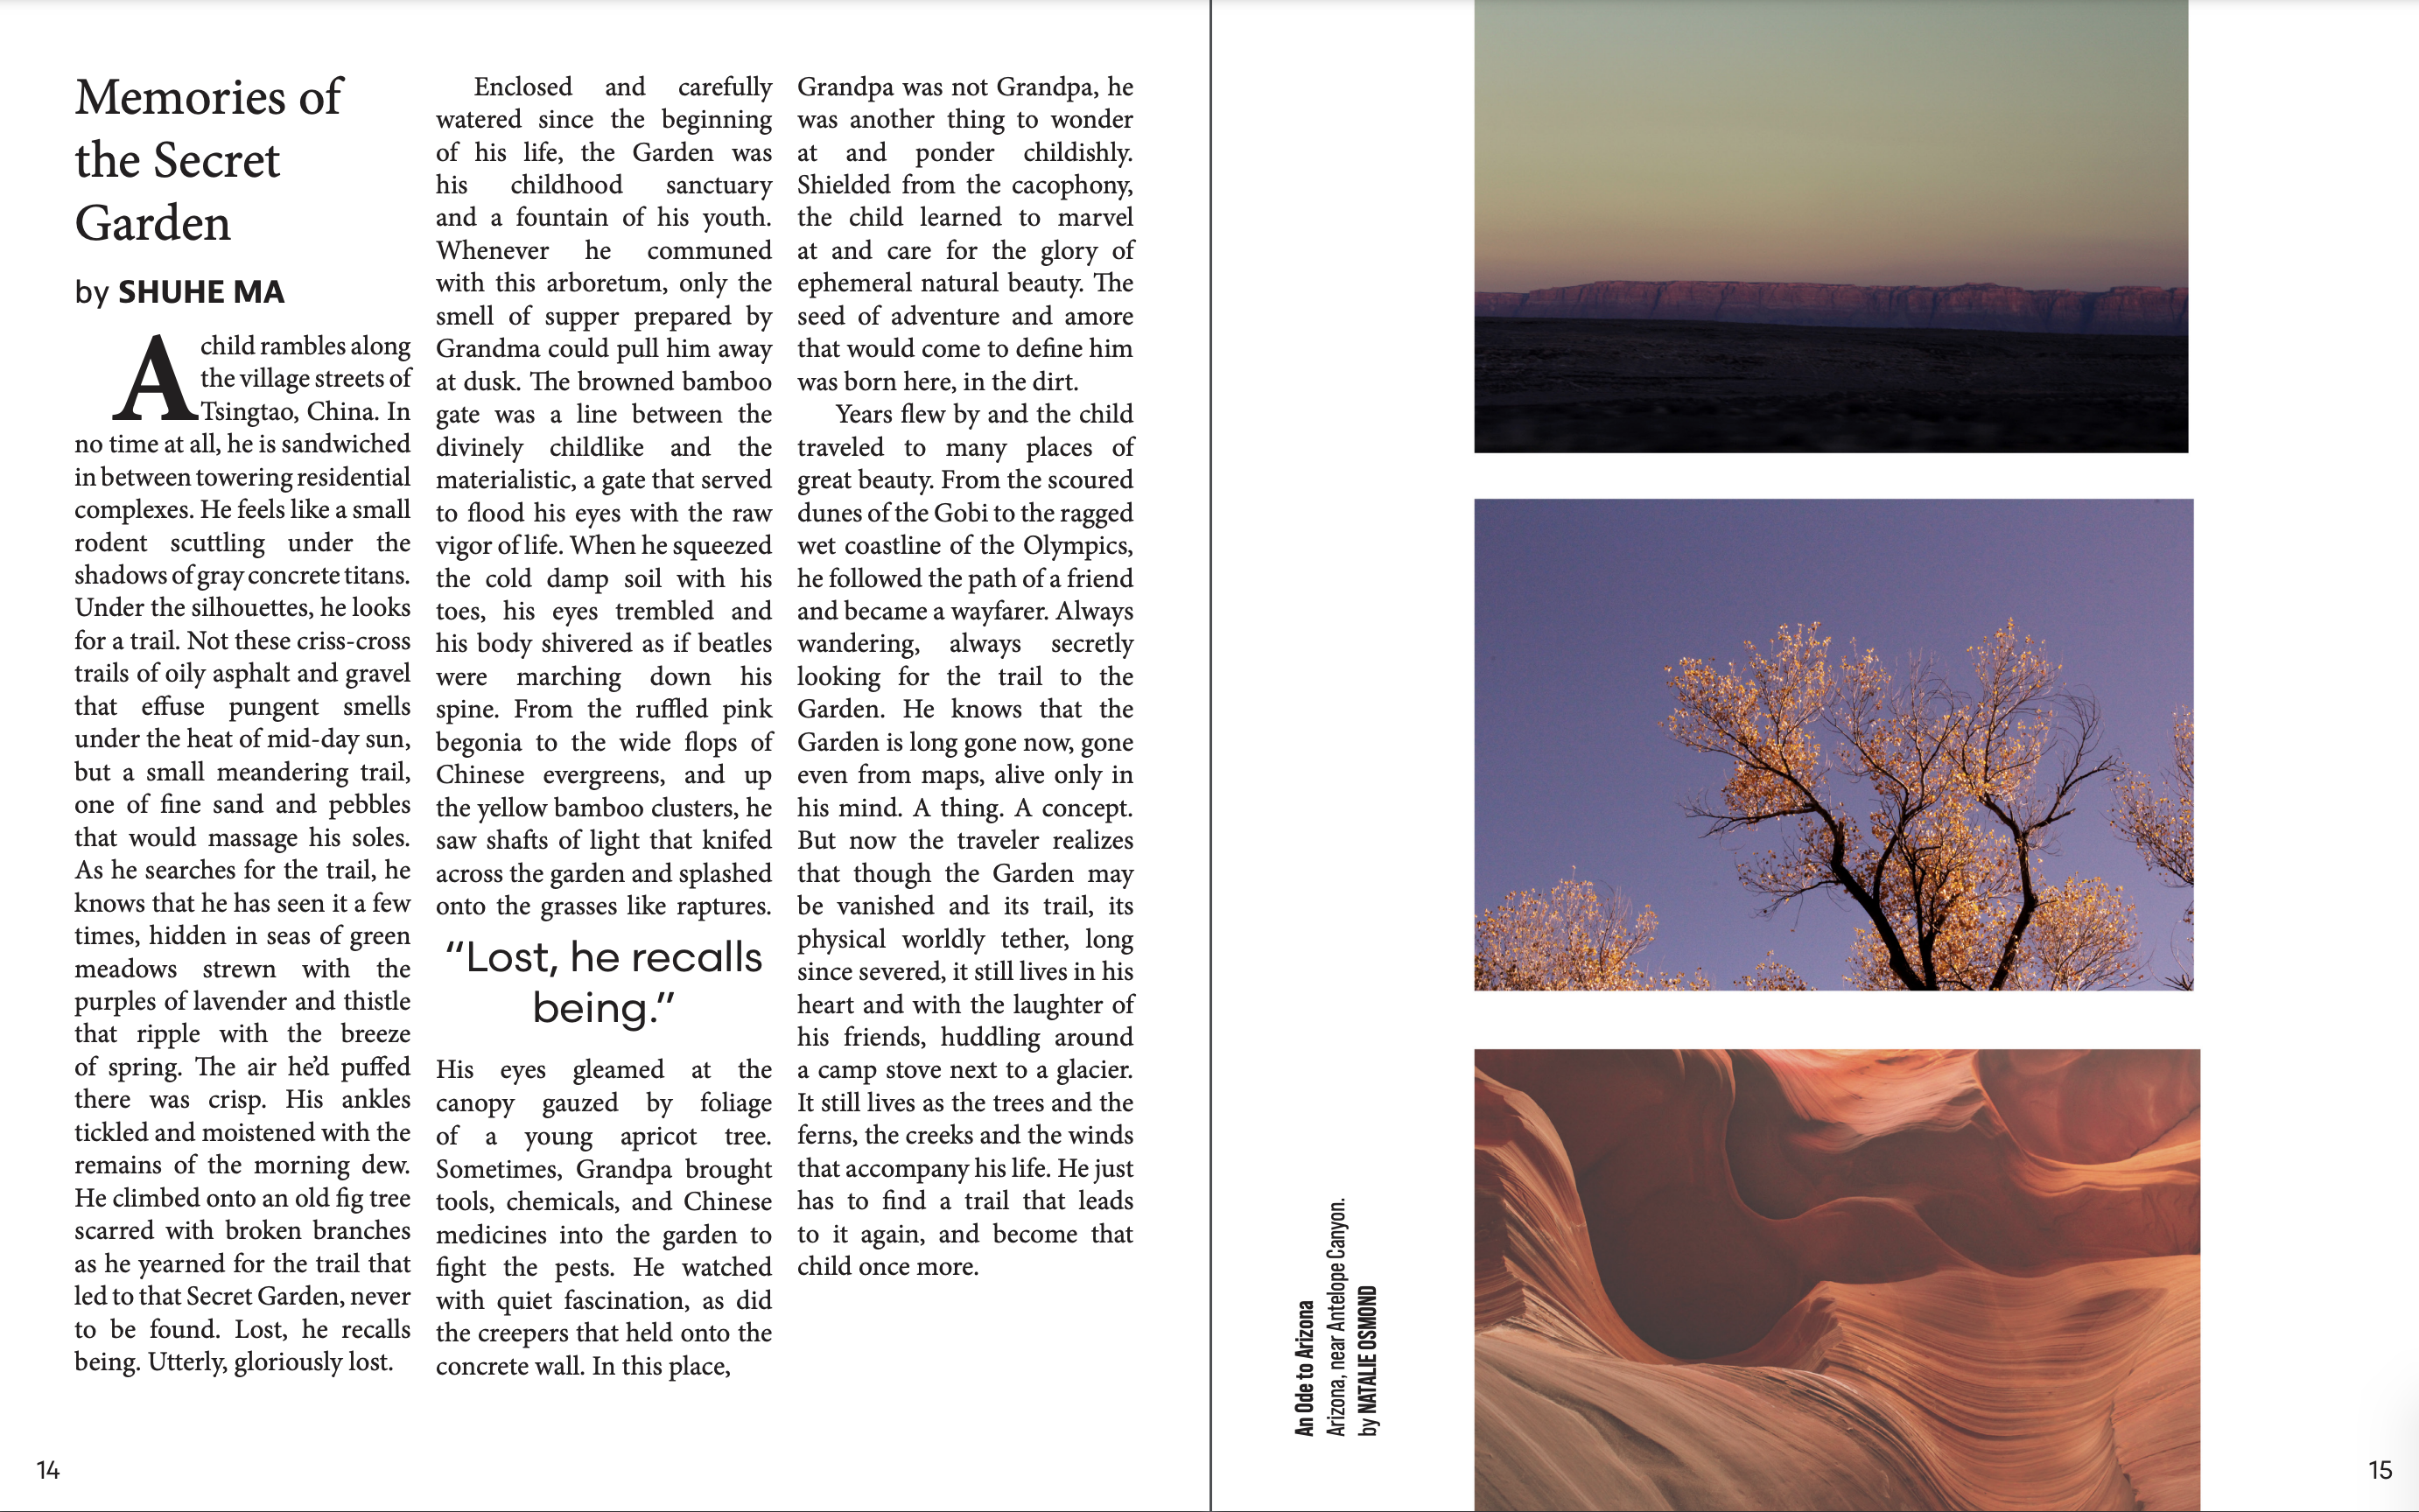 Memories of
the Secret
Garden
by SHUHE MA
A child rambles along
the village streets of
Tsingtao, China. In
no time at all, he is sandwiched
in between towering residential
complexes. He feels like a small
rodent scuttling under the
shadows of gray concrete titans.
Under the silhouettes, he looks
for a trail. Not these criss-cross
trails of oily asphalt and gravel
that effuse pungent smells
under the heat of mid-day sun,
but a small meandering trail,
one of fine sand and pebbles
that would massage his soles.
As he searches for the trail, he
knows that he has seen it a few
times, hidden in seas of green
meadows strewn with the
purples of lavender and thistle
that ripple with the breeze
of spring. The air he’d puffed
there was crisp. His ankles
tickled and moistened with the
remains of the morning dew.
He climbed onto an old fig tree
scarred with broken branches
as he yearned for the trail that
led to that Secret Garden, never
to be found. Lost, he recalls
being. Utterly, gloriously lost.
Enclosed and carefully
watered since the beginning
of his life, the Garden was
his childhood sanctuary
and a fountain of his youth.
Whenever he communed
with this arboretum, only the
smell of supper prepared by
Grandma could pull him away
at dusk. The browned bamboo
gate was a line between the
divinely childlike and the
materialistic, a gate that served
to flood his eyes with the raw
vigor of life. When he squeezed
the cold damp soil with his
toes, his eyes trembled and
his body shivered as if beatles
were marching down his
spine. From the ruffled pink
begonia to the wide flops of
Chinese evergreens, and up
the yellow bamboo clusters, he
saw shafts of light that knifed
across the garden and splashed
onto the grasses like raptures.
“Lost, he recalls
being.”
His eyes gleamed at the
canopy gauzed by foliage
of a young apricot tree.
Sometimes, Grandpa brought
tools, chemicals, and Chinese
medicines into the garden to
fight the pests. He watched
with quiet fascination, as did
the creepers that held onto the
concrete wall. In this place,
Grandpa was not Grandpa, he
was another thing to wonder
at and ponder childishly.
Shielded from the cacophony,
the child learned to marvel
at and care for the glory of
ephemeral natural beauty. The
seed of adventure and amore
that would come to define him
was born here, in the dirt.
Years flew by and the child
traveled to many places of
great beauty. From the scoured
dunes of the Gobi to the ragged
wet coastline of the Olympics,
he followed the path of a friend
and became a wayfarer. Always
wandering, always secretly
looking for the trail to the
Garden. He knows that the
Garden is long gone now, gone
even from maps, alive only in
his mind. A thing. A concept.
But now the traveler realizes
that though the Garden may
be vanished and its trail, its
physical worldly tether, long
since severed, it still lives in his
heart and with the laughter of
his friends, huddling around
a camp stove next to a glacier.
It still lives as the trees and the
ferns, the creeks and the winds
that accompany his life. He just
has to find a trail that leads
to it again, and become that
child once more.
14
An Ode to Arizona
Arizona, near Antelope Canyon.
by NATALIE OSMOND
15